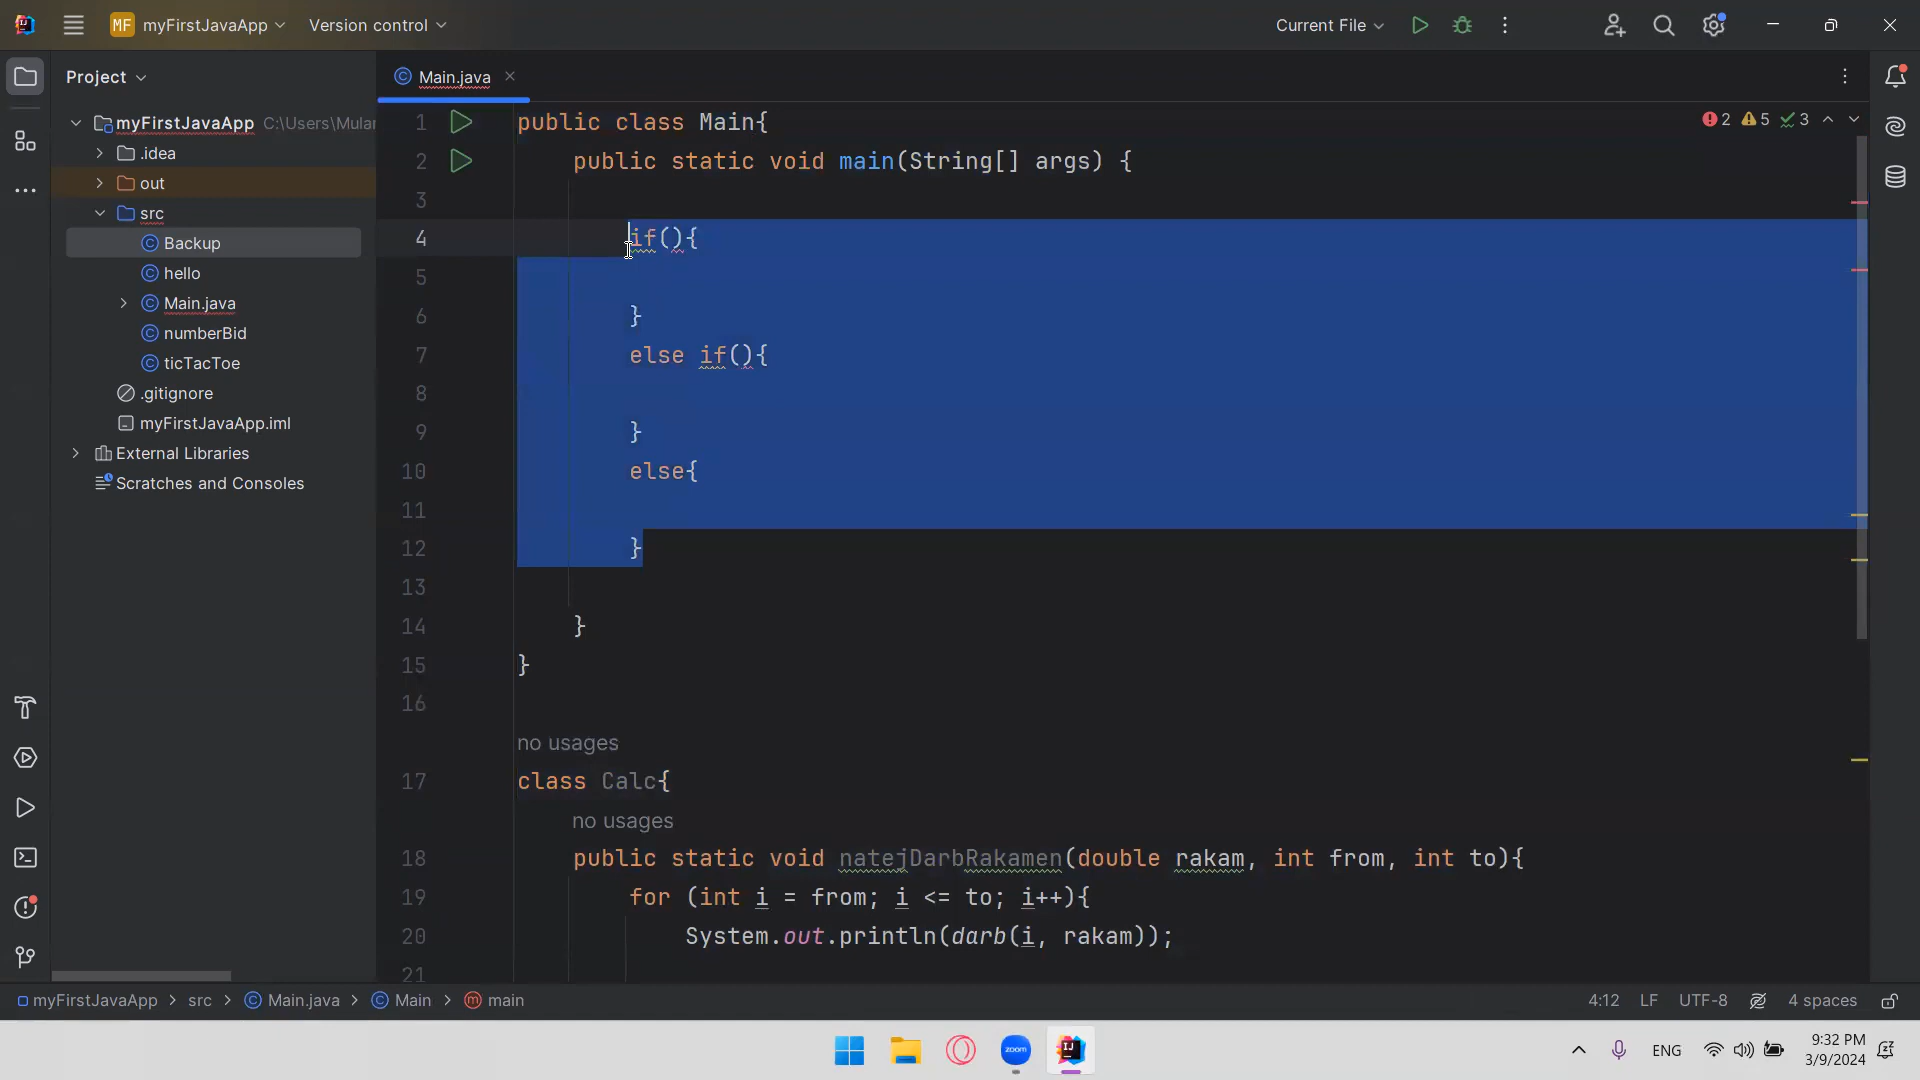 MF myFirstJavaApp Version control Current File
Project Main.java
myFirstJavaApp C:\Users\Mular
.idea
out
src
Backup
hello
Main.java
numberBid
ticTacToe
.gitignore
myFirstJavaApp.iml
External Libraries
Scratches and Consoles
2 5 3
1 public class Main{
2 public static void main(String[] args) {
3
4 if(){
5
6 }
7 else if(){
8
9 }
10 else{
11
12 }
13
14 }
15 }
16
no usages
17 class Calc{
no usages
18 public static void natejDarbRakamen(double rakam, int from, int to){
19 for (int i = from; i <= to; i++){
20 System.out.println(darb(i, rakam));
21
myFirstJavaApp > src > Main.java > Main > main 4:12 LF UTF-8 4 spaces
zoom IJ ENG 9:32 PM
3/9/2024